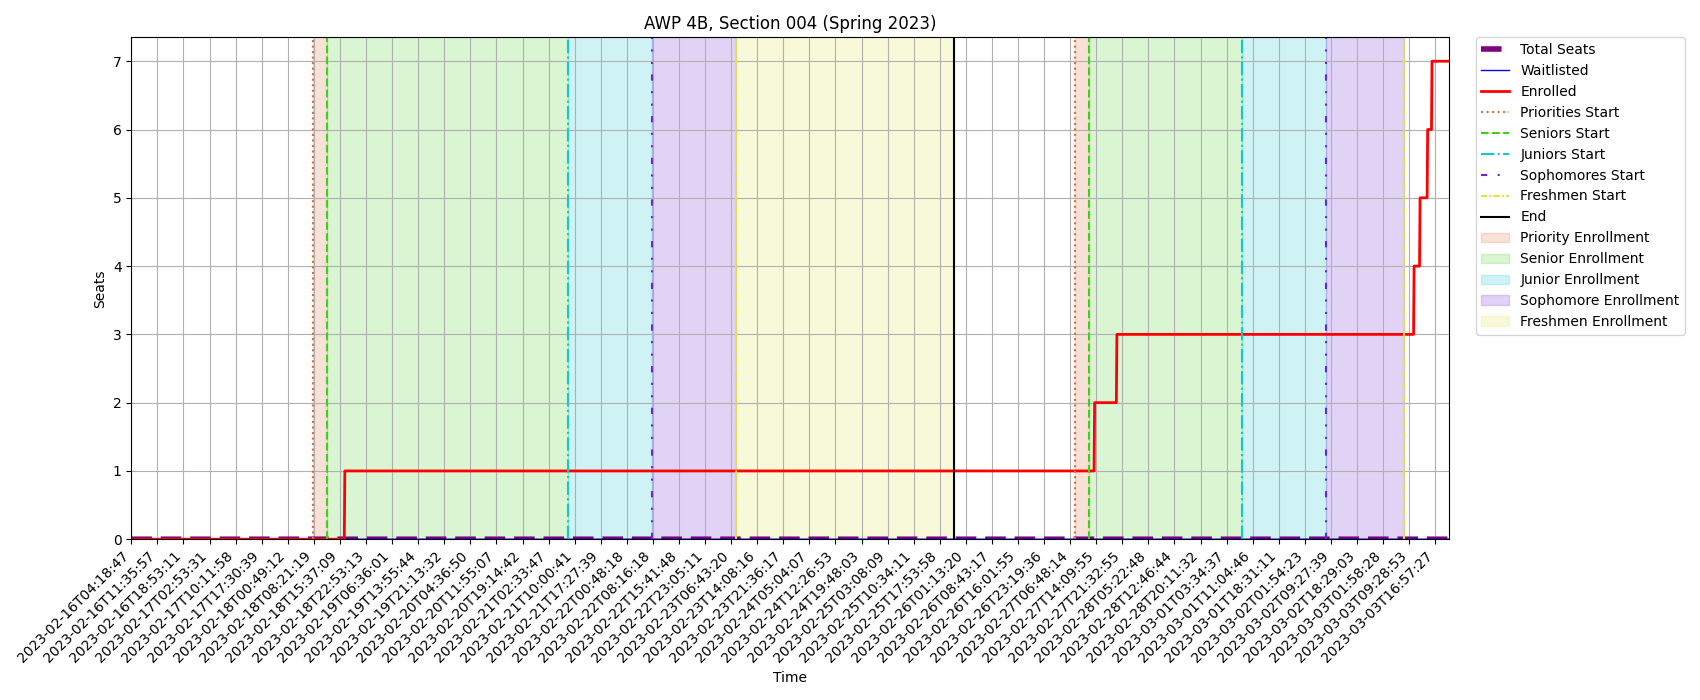 AWP 4B, Section 004 (Spring 2023)
Seats
7
6
5
4
3
2
1
0
2023-02-16T04:18:47
2023-02-16T11:35:57
2023-02-16T18:53:11
2023-02-17T02:53:31
2023-02-17T10:11:58
2023-02-17T17:30:39
2023-02-18T00:49:12
2023-02-18T08:21:19
2023-02-18T15:37:09
2023-02-18T22:53:13
2023-02-19T06:36:01
2023-02-19T13:55:44
2023-02-19T21:13:32
2023-02-20T04:36:50
2023-02-20T11:55:07
2023-02-20T19:14:42
2023-02-21T02:33:47
2023-02-21T10:00:41
2023-02-21T17:27:39
2023-02-22T00:48:18
2023-02-22T08:16:18
2023-02-22T15:41:48
2023-02-22T23:05:11
2023-02-23T06:43:20
2023-02-23T14:08:16
2023-02-23T21:36:17
2023-02-24T05:04:07
2023-02-24T12:26:53
2023-02-24T19:48:03
2023-02-25T03:08:09
2023-02-25T10:34:11
2023-02-25T17:53:58
2023-02-26T01:13:20
2023-02-26T08:43:17
2023-02-26T16:01:55
2023-02-26T23:19:36
2023-02-27T06:48:14
2023-02-27T14:09:55
2023-02-27T21:32:55
2023-02-28T05:22:48
2023-02-28T12:46:44
2023-02-28T20:11:32
2023-03-01T03:34:37
2023-03-01T11:04:46
2023-03-01T18:31:11
2023-03-02T01:54:23
2023-03-02T09:27:39
2023-03-02T18:29:03
2023-03-03T01:58:28
2023-03-03T09:28:53
2023-03-03T16:57:27
Time
Total Seats
Waitlisted
Enrolled
Priorities Start
Seniors Start
Juniors Start
Sophomores Start
Freshmen Start
End
Priority Enrollment
Senior Enrollment
Junior Enrollment
Sophomore Enrollment
Freshmen Enrollment